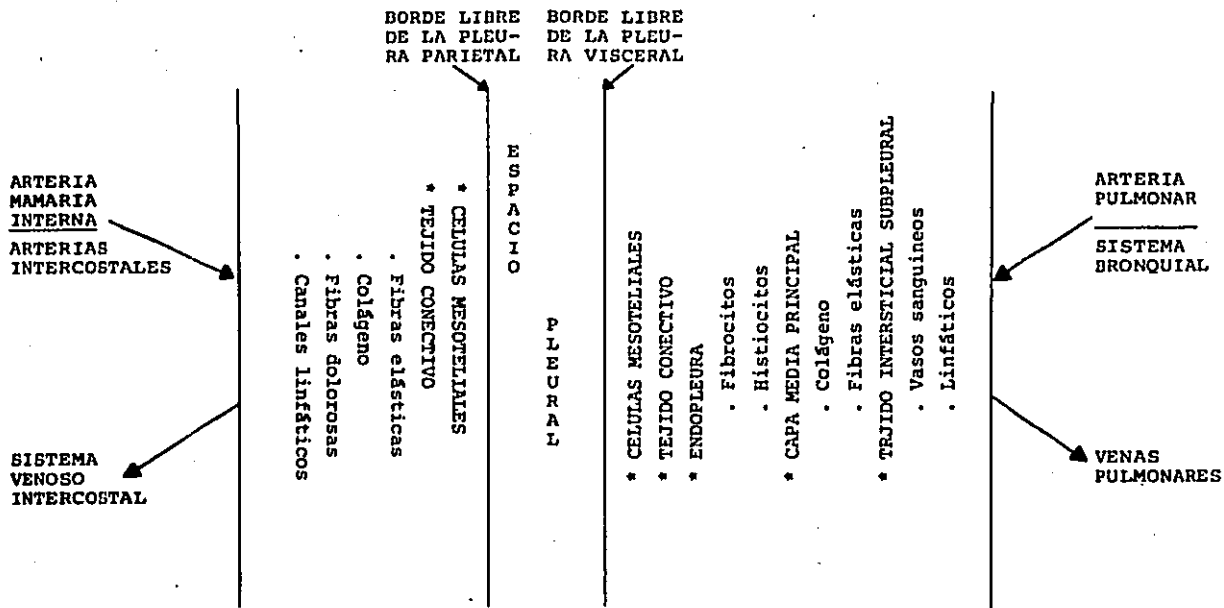 BORDE LIBRE
DE LA PLEU-
RA PARIETAL
BORDE LIBRE
DE LA PLEU-
RA VISCERAL
ARTERIA
MAMARIA
INTERNA
ARTERIAS
INTERCOSTALES
SISTEMA
VENOSO
INTERCOSTAL
* CELULAS MESOTELIALES
* TEJIDO CONECTIVO
. Fibras elásticas
. Colágeno
. Fibras dolorosas
. Canales linfáticos
ESPACIO
PLEURAL
* CELULAS MESOTELIALES
* TEJIDO CONECTIVO
* ENDOPLEURA
. Fibrocitos
. Histiocitos
* CAPA MEDIA PRINCIPAL
. Colágeno
. Fibras elásticas
* TRJIDO INTERSTICIAL SUBPLEURAL
. Vasos sanguineos
. Linfáticos
ARTERIA
PULMONAR
SISTEMA
BRONQUIAL
VENAS
PULMONARES